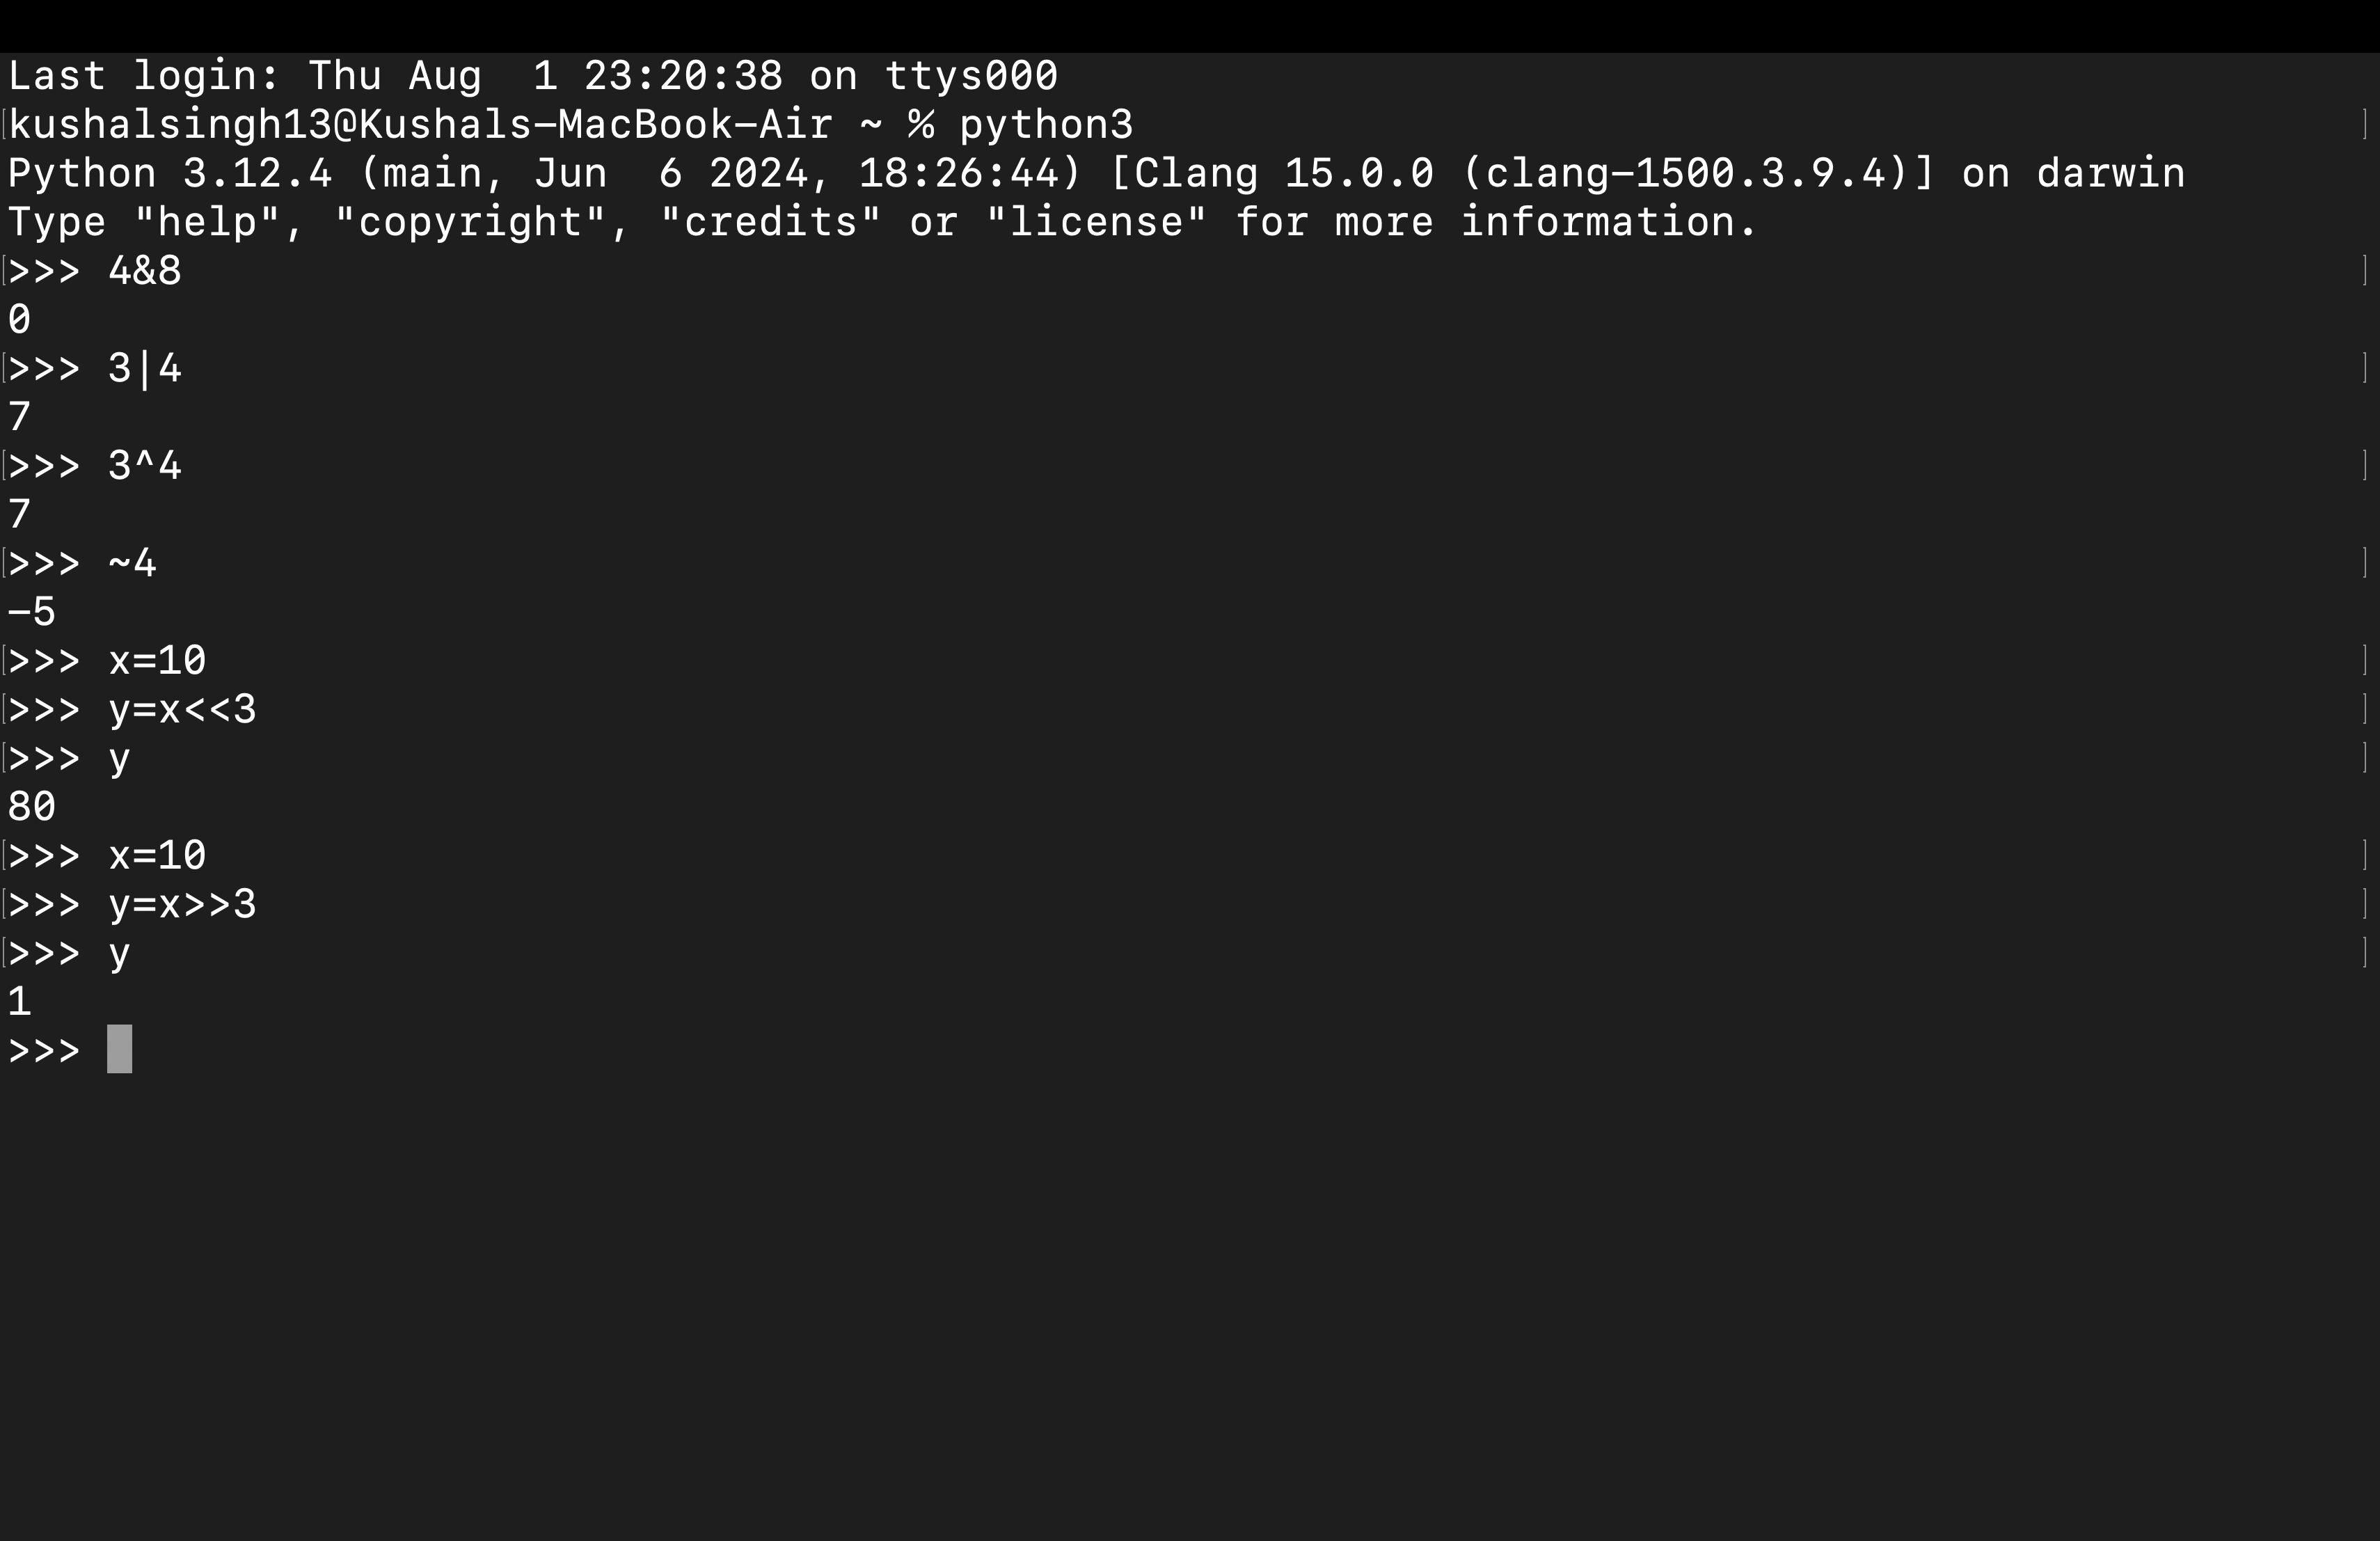 Last login: Thu Aug  1 23:20:38 on ttys000
[kushalsingh13@Kushals-MacBook-Air ~ % python3 ]
Python 3.12.4 (main, Jun  6 2024, 18:26:44) [Clang 15.0.0 (clang-1500.3.9.4)] on darwin
Type "help", "copyright", "credits" or "license" for more information.
[>>> 4&8 ]
0
[>>> 3|4 ]
7
[>>> 3^4 ]
7
[>>> ~4 ]
-5
[>>> x=10 ]
[>>> y=x<<3 ]
[>>> y ]
80
[>>> x=10 ]
[>>> y=x>>3 ]
[>>> y ]
1
>>>